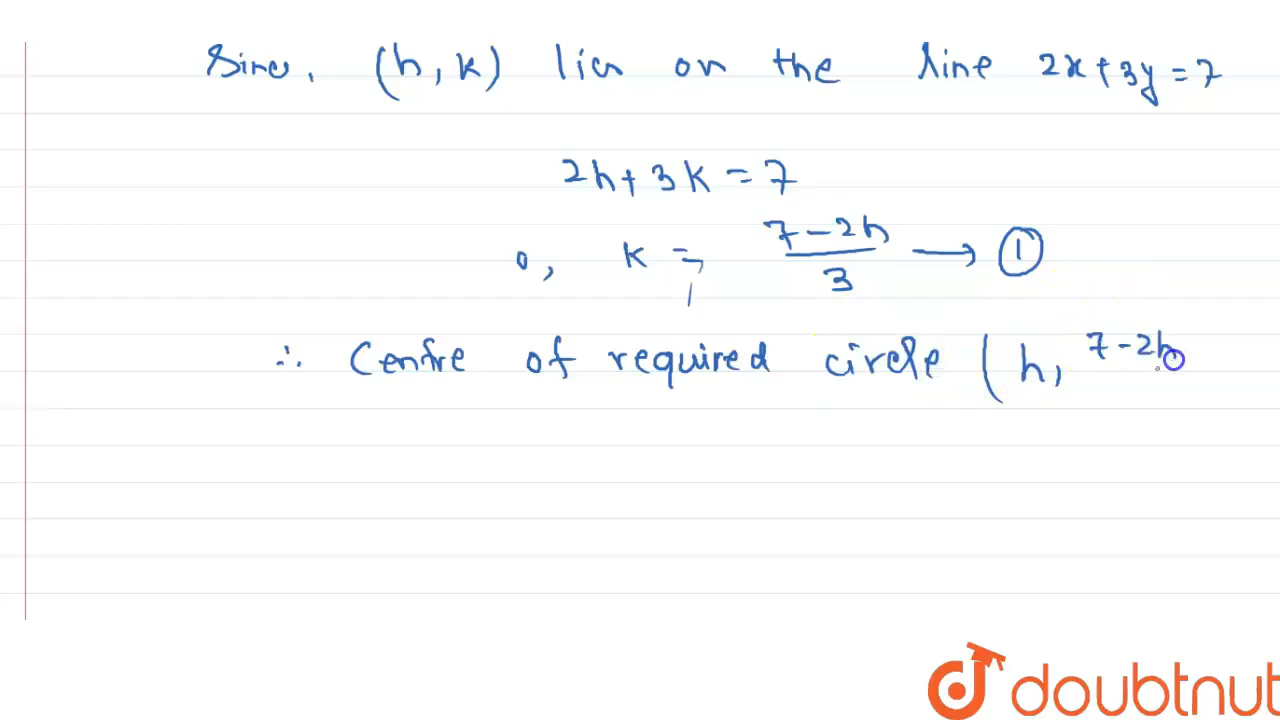 Since, (h, k) lies on the line 2x + 3y = 7
2h + 3k = 7
o, k = (7 - 2h)/3 → ①
∴ Centre of required circle (h, 7 - 2h
doubtnut